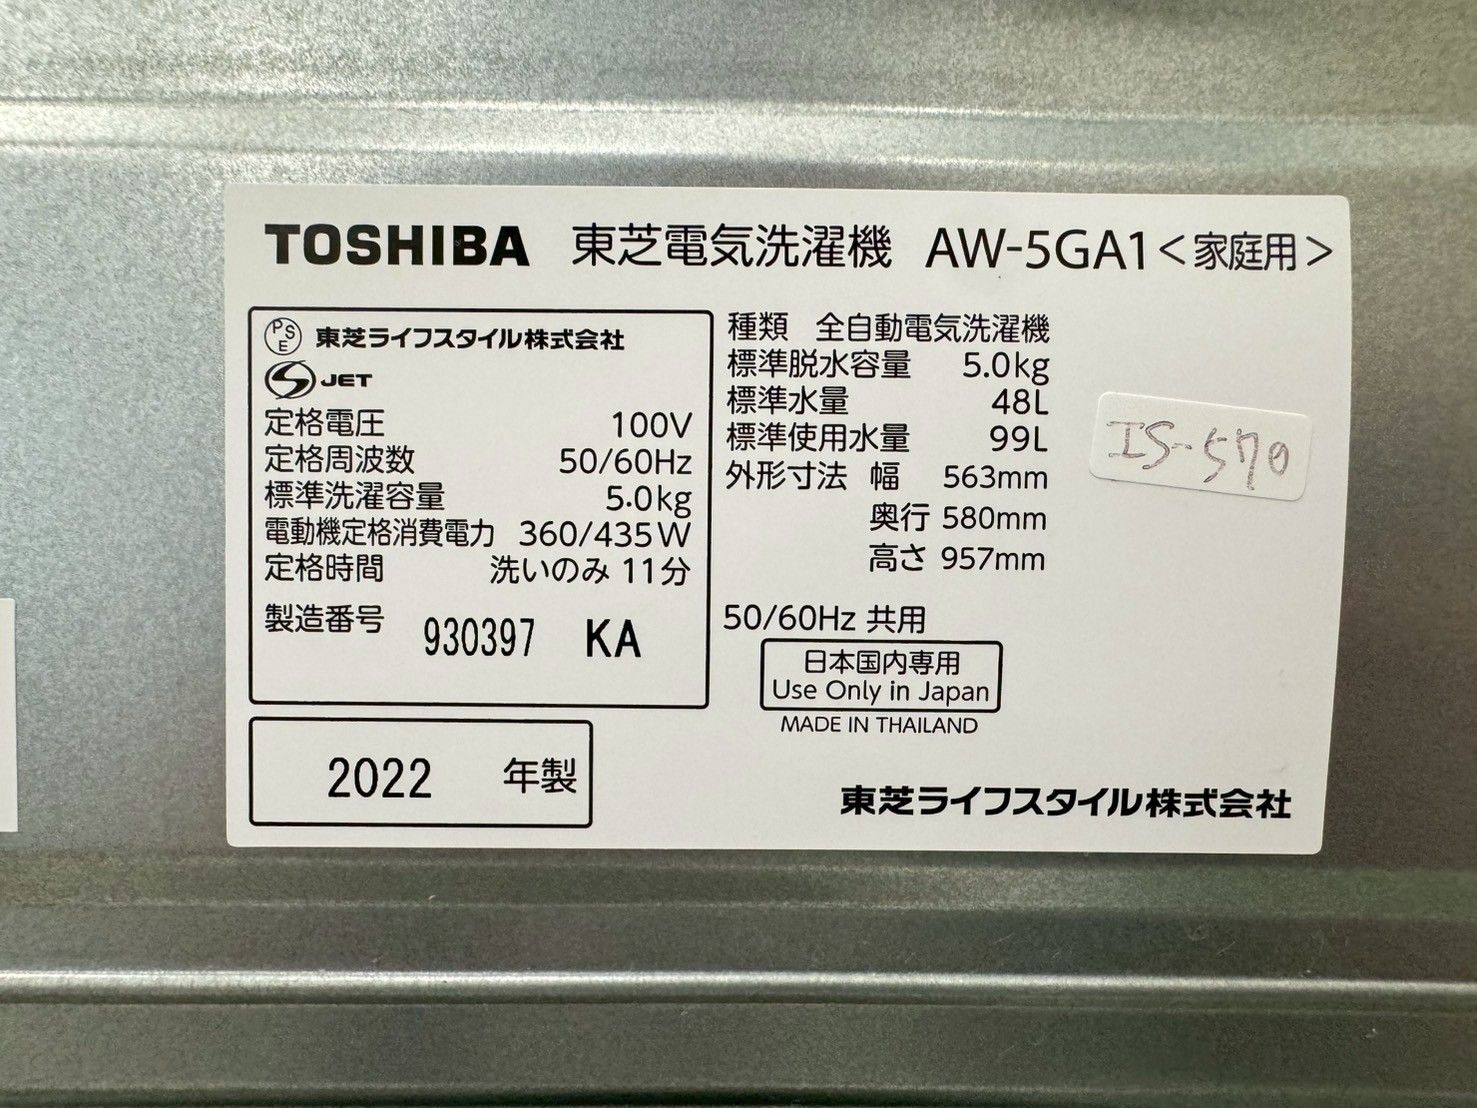 TOSHIBA 東芝電気洗濯機 AW-5GA1<家庭用>
PSE 東芝ライフスタイル株式会社
S JET
定格電圧 100V
定格周波数 50/60Hz
標準洗濯容量 5.0kg
電動機定格消費電力 360/435W
定格時間 洗いのみ 11分
製造番号 930397 KA
2022 年製
種類 全自動電気洗濯機
標準脱水容量 5.0kg
標準水量 48L
標準使用水量 99L
外形寸法 幅 563mm
奥行 580mm
高さ 957mm
50/60Hz 共用
日本国内専用
Use Only in Japan
MADE IN THAILAND
東芝ライフスタイル株式会社
IS-570